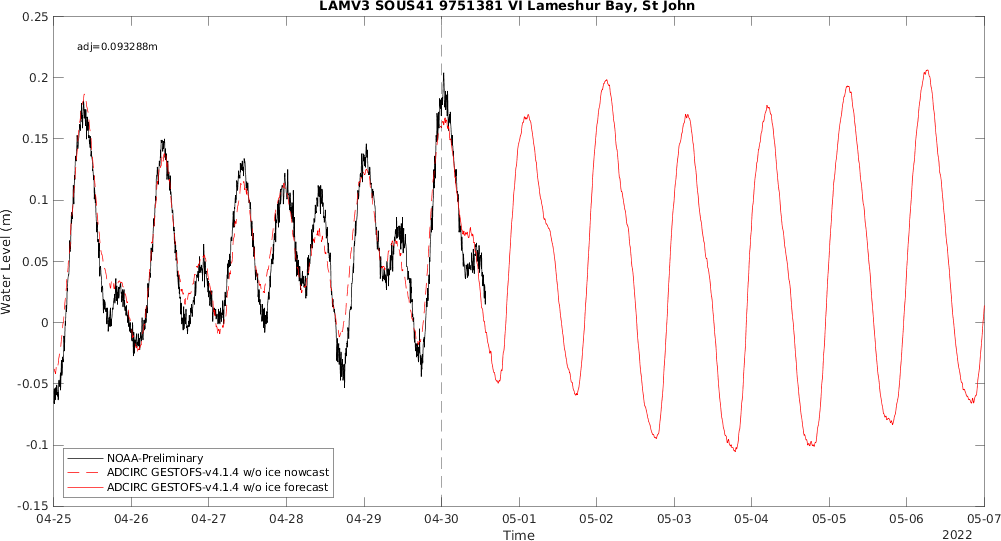 LAMV3 SOUS41 9751381 VI Lameshur Bay, St John
0.25
adj=0.093288m
0.2
0.15
0.1
0.05
0
-0.05
-0.1
-0.15
Water Level (m)
NOAA-Preliminary
ADCIRC GESTOFS-v4.1.4 w/o ice nowcast
ADCIRC GESTOFS-v4.1.4 w/o ice forecast
04-25 04-26 04-27 04-28 04-29 04-30 05-01 05-02 05-03 05-04 05-05 05-06 05-07
Time
2022